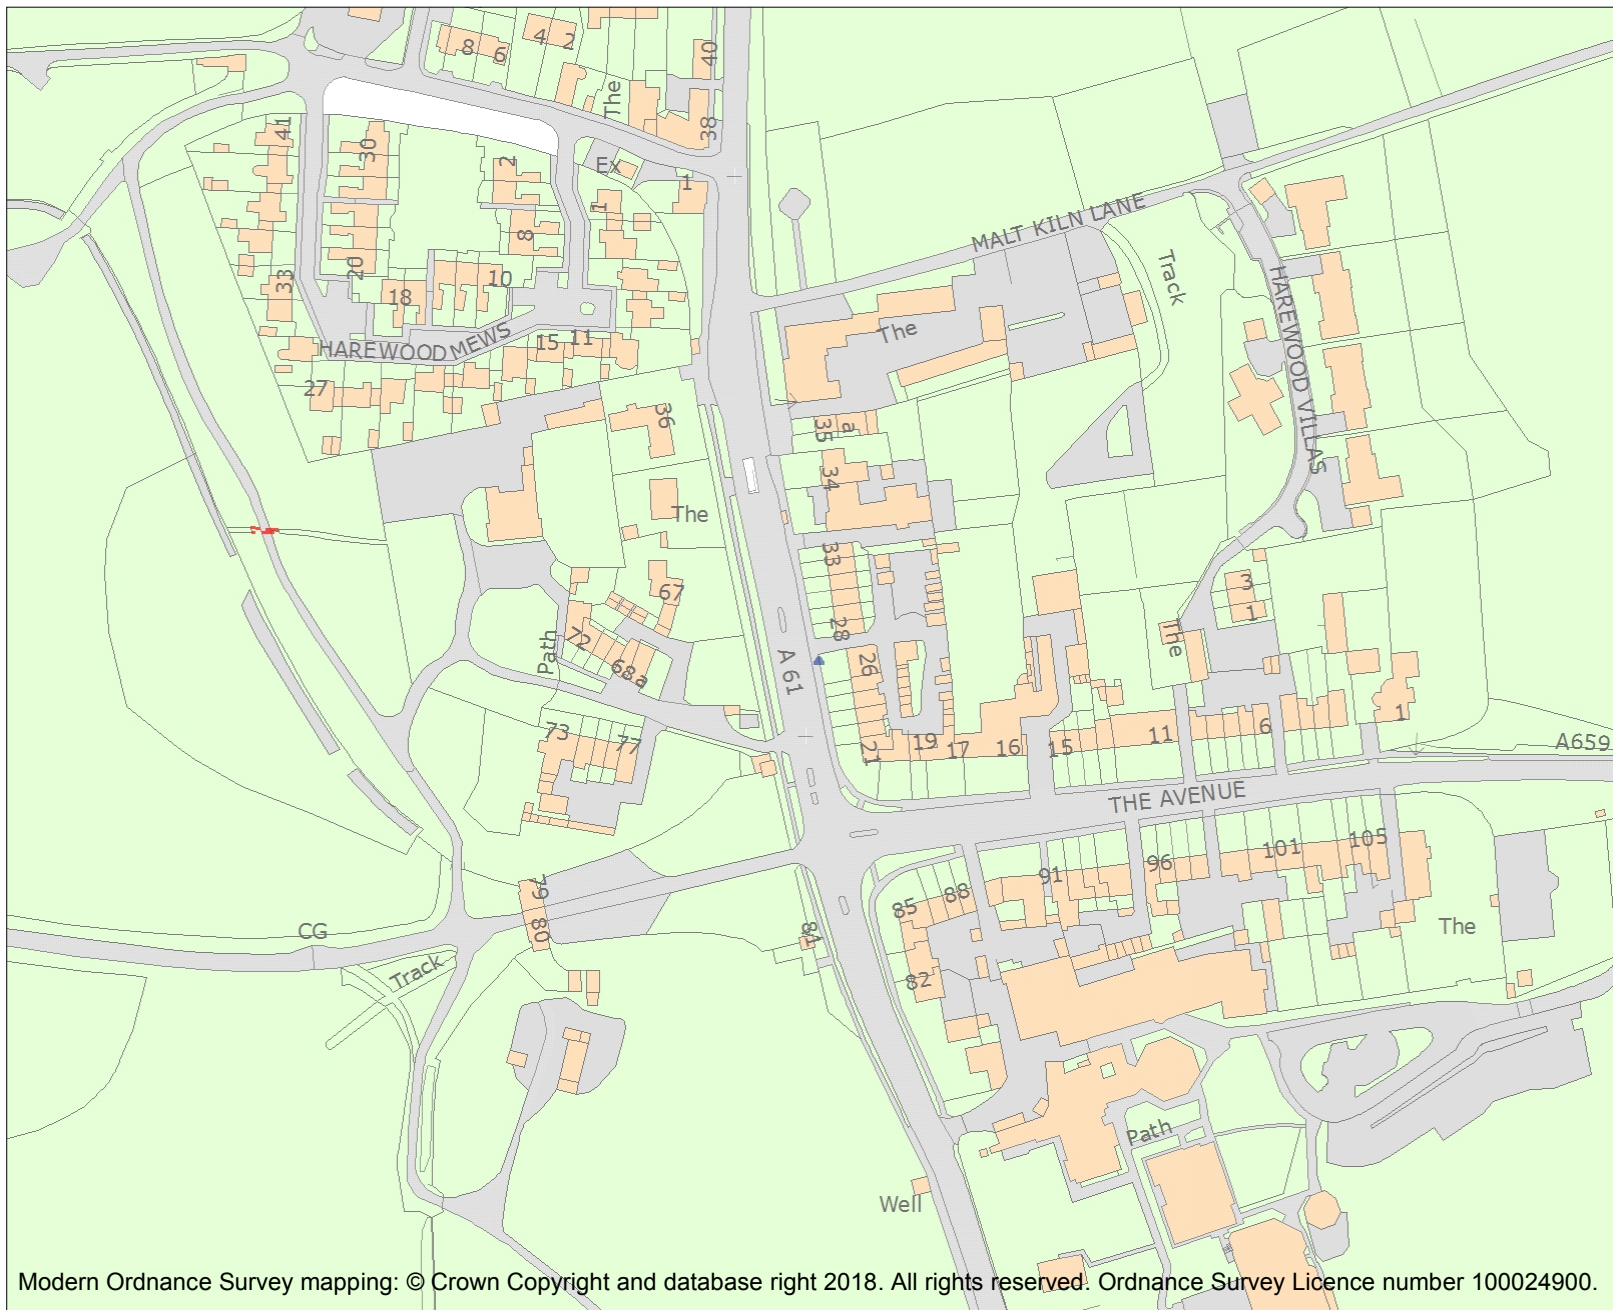 8
6
4
2
40
The
38
41
30
2
Ex
1
1
8
33
20
10
18
HAREWOOD MEWS
15
11
27
MALT KILN LANE
Track
The
HAREWOOD VILLAS
36
35
a
34
The
33
67
72
68a
Path
28
26
A 61
3
1
The
73
77
21
19
17
16
15
11
6
1
A659
THE AVENUE
79
80
CG
Track
81
85
88
82
91
96
101
105
The
Path
Well
Modern Ordnance Survey mapping: © Crown Copyright and database right 2018. All rights reserved. Ordnance Survey Licence number 100024900.